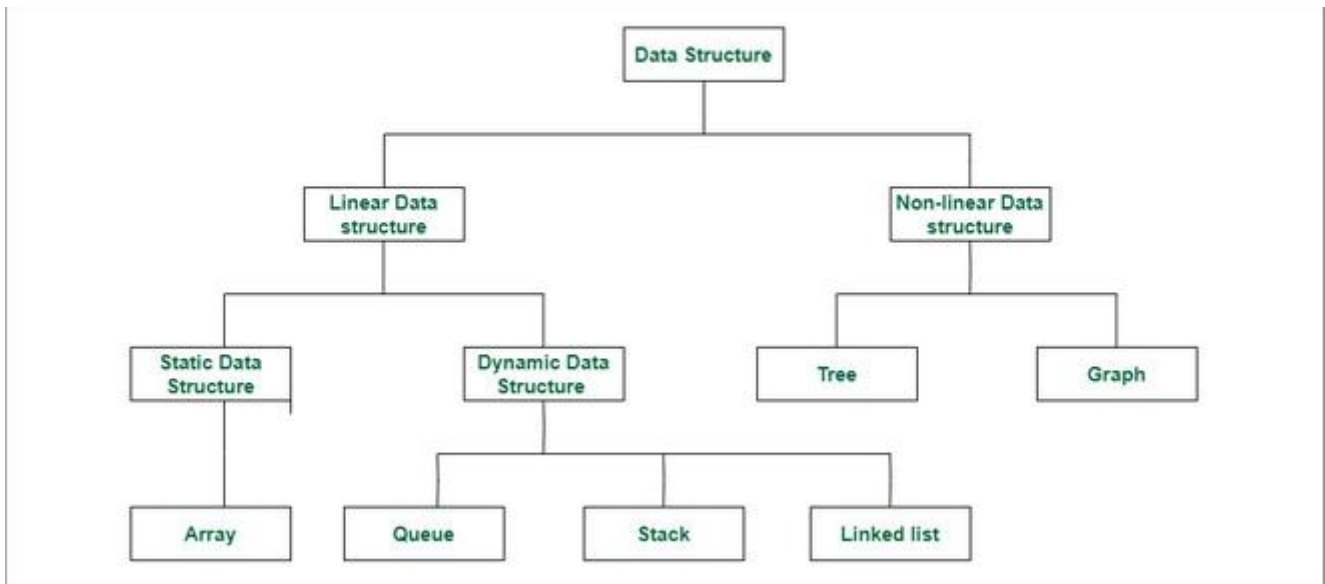 Data Structure
Linear Data
structure
Non-linear Data
structure
Static Data
Structure
Dynamic Data
Structure
Tree
Graph
Array
Queue
Stack
Linked list